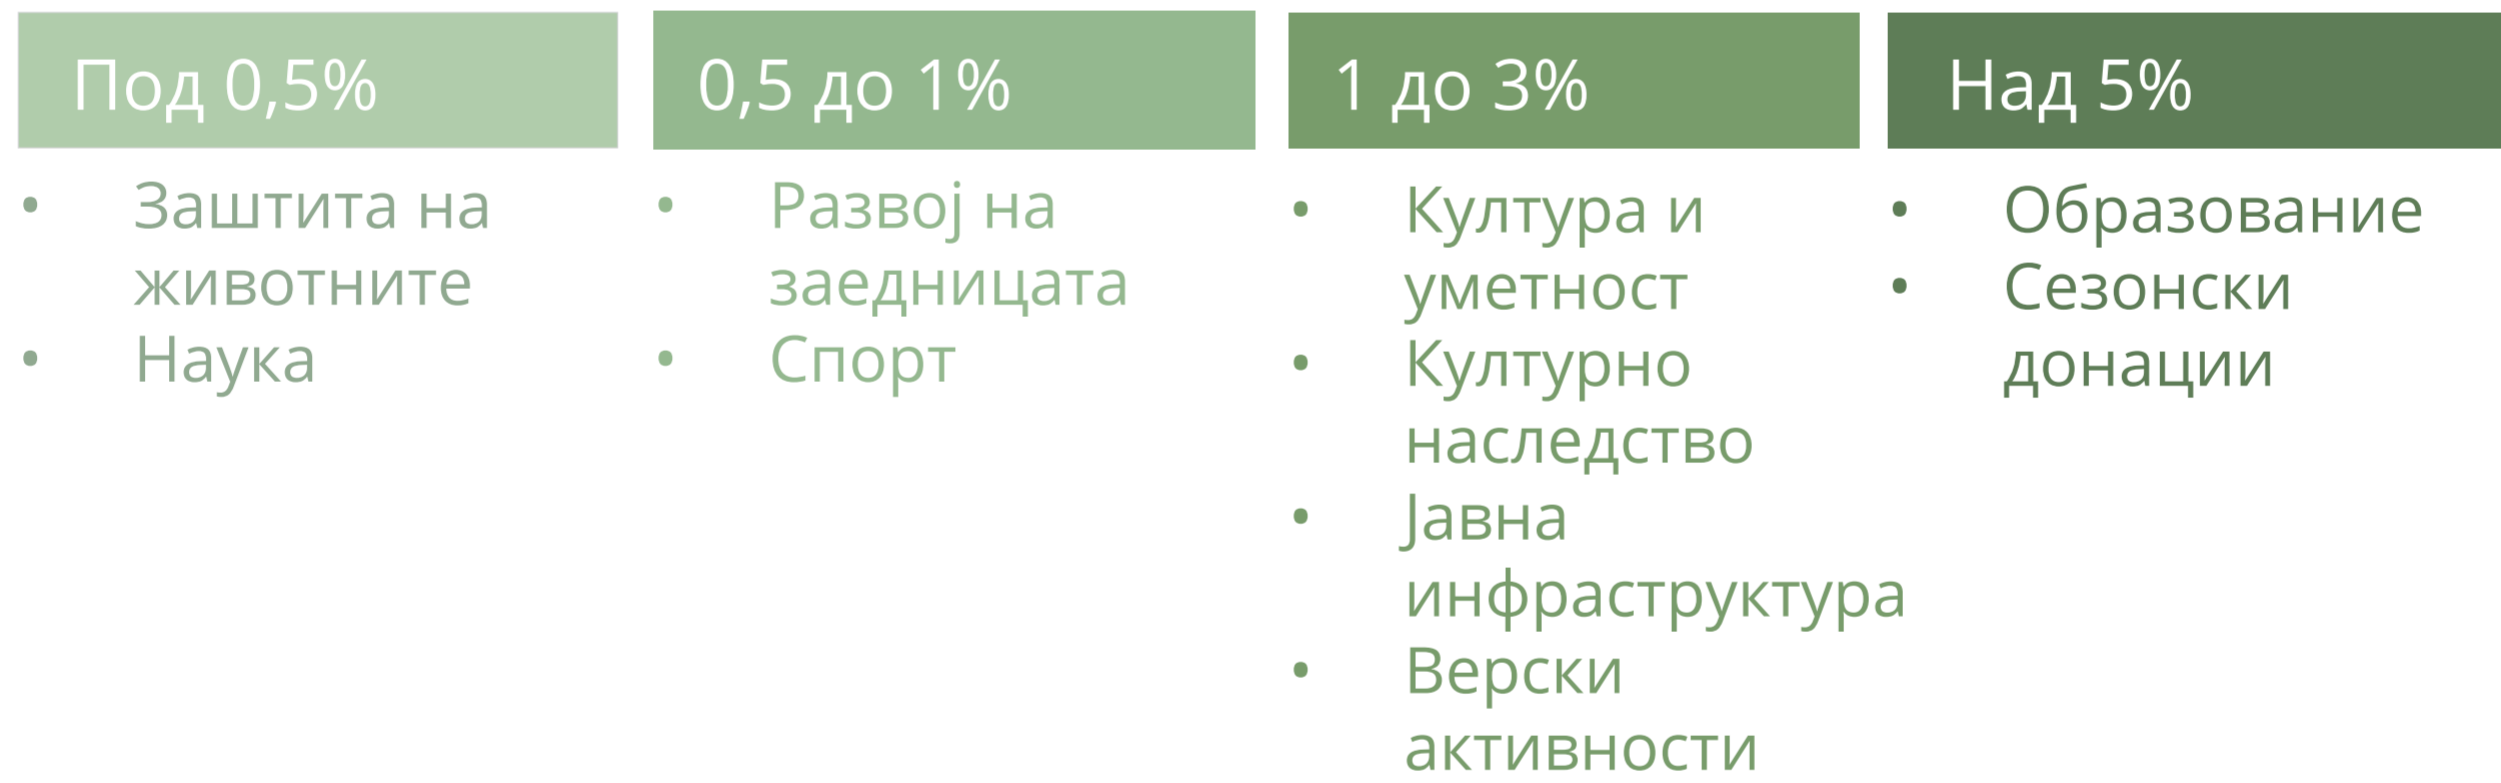 Под 0,5%
• Заштита на
животните
• Наука
0,5 до 1%
• Развој на
заедницата
• Спорт
1 до 3%
• Култура и
уметност
• Културно
наследство
• Јавна
инфраструктура
• Верски
активности
Над 5%
• Образование
• Сезонски
донации